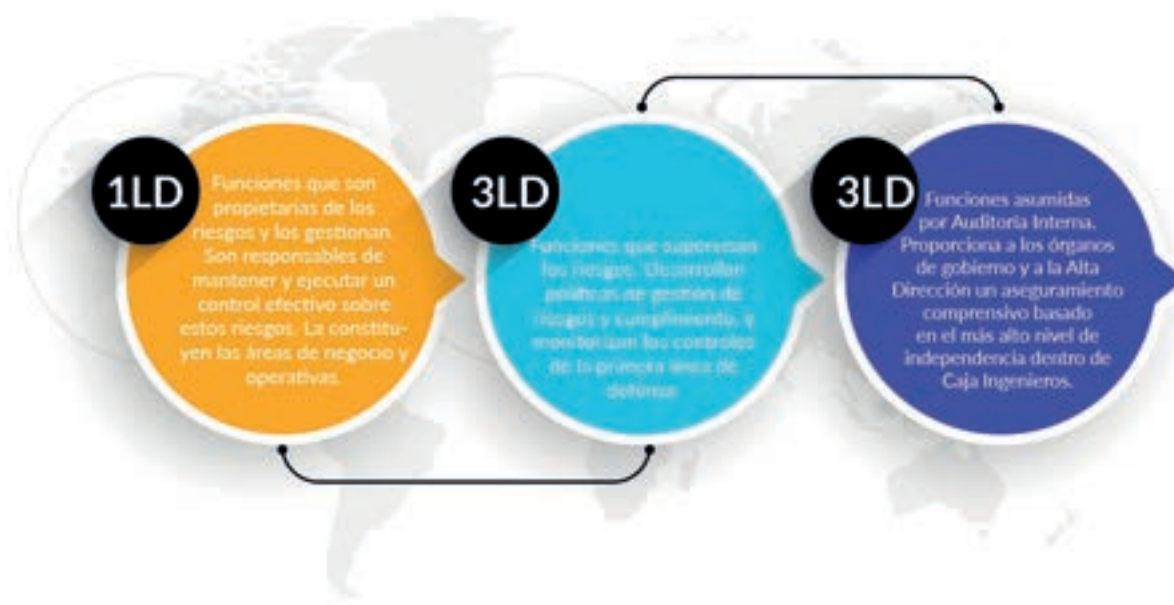 1LD
Funciones que son
propietarias de los
riesgos y los gestionan.
Son responsables de
mantener y ejecutar un
control efectivo sobre
estos riesgos. La constitu-
yen las áreas de negocio y
operativas.
3LD
Funciones que supervisan
los riesgos. Desarrollan
políticas de gestión de
riesgos y cumplimiento, y
monitorizan los controles
de la primera línea de
defensa
3LD
Funciones asumidas
por Auditoría Interna.
Proporciona a los órganos
de gobierno y a la Alta
Dirección un aseguramiento
comprensivo basado
en el más alto nivel de
independencia dentro de
Caja Ingenieros.